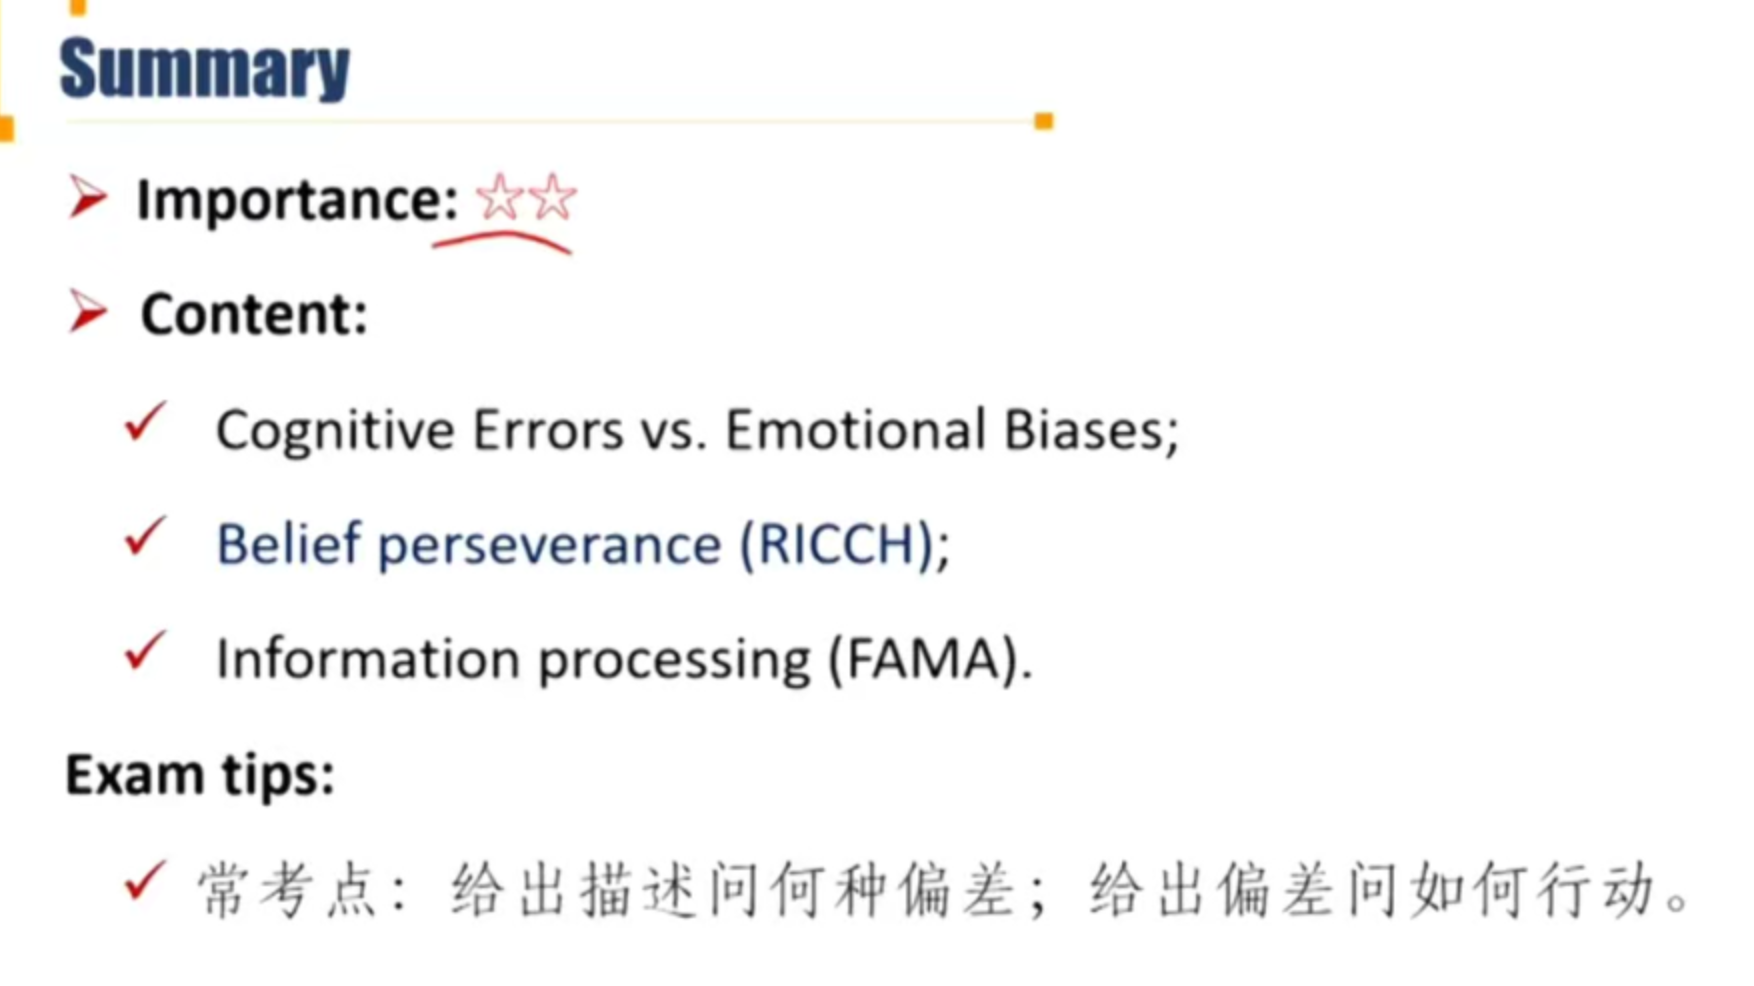 Summary
Importance: ☆☆
Content:
Cognitive Errors vs. Emotional Biases;
Belief perseverance (RICCH);
Information processing (FAMA).
Exam tips:
常考点：给出描述问何种偏差；给出偏差问如何行动。